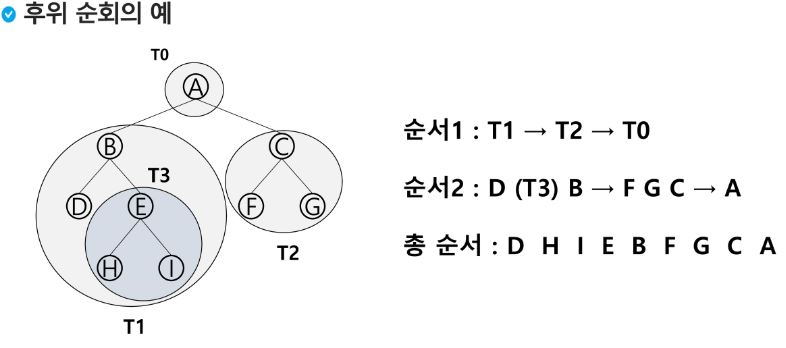 후위 순회의 예
T0
A
B
C
T3
D
E
F
G
H
I
T2
T1
순서1 : T1 → T2 → T0
순서2 : D (T3) B → F G C → A
총 순서 : D H I E B F G C A